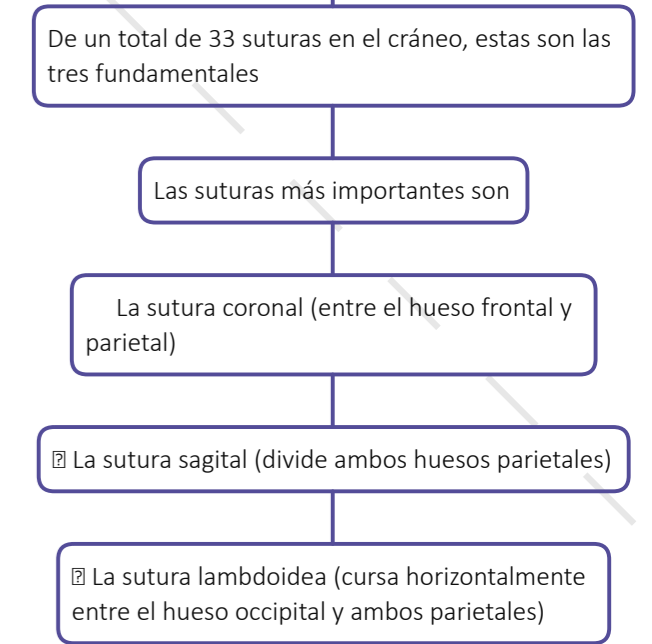 De un total de 33 suturas en el cráneo, estas son las
tres fundamentales
Las suturas más importantes son
La sutura coronal (entre el hueso frontal y
parietal)
⍰ La sutura sagital (divide ambos huesos parietales)
⍰ La sutura lambdoidea (cursa horizontalmente
entre el hueso occipital y ambos parietales)